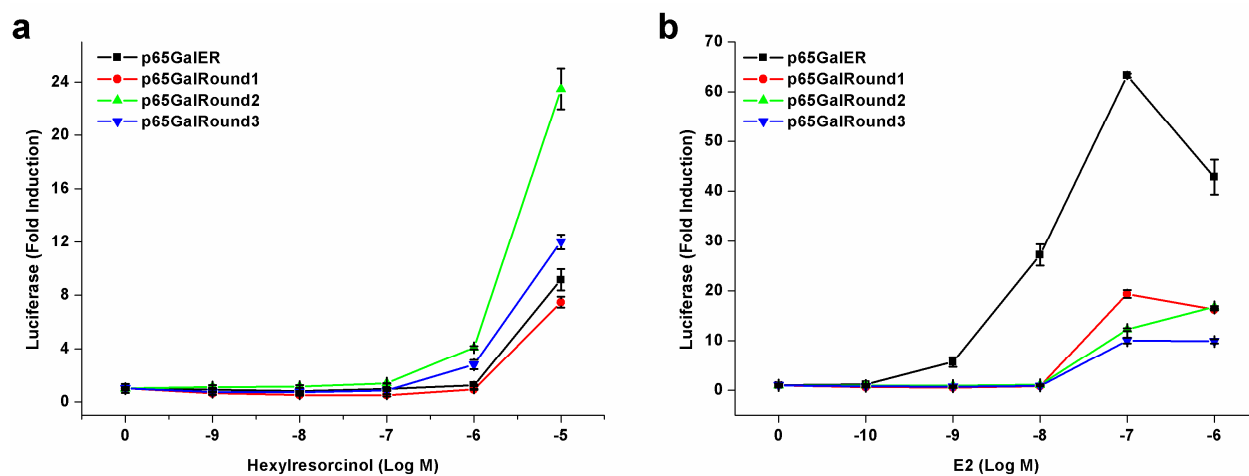 a
p65GalER
p65GalRound1
p65GalRound2
p65GalRound3
Luciferase (Fold Induction)
24
20
16
12
8
4
0
0 -9 -8 -7 -6 -5
Hexylresorcinol (Log M)
b
p65GalER
p65GalRound1
p65GalRound2
p65GalRound3
Luciferase (Fold Induction)
70
60
50
40
30
20
10
0
0 -10 -9 -8 -7 -6
E2 (Log M)